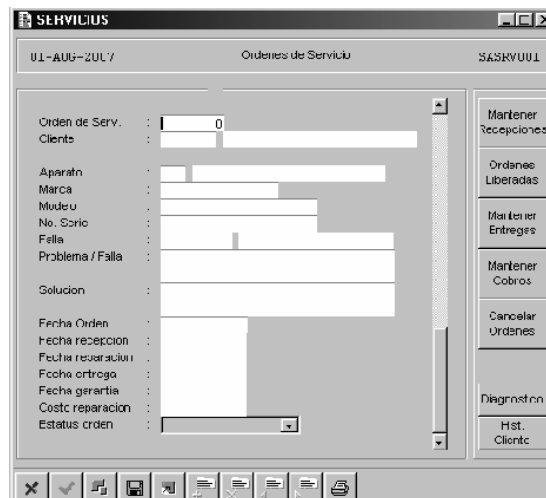 SERVICIOS
01-AUG-2007 Ordenes de Servicio SASRV001
Orden de Serv. : 0
Cliente :
Aparato :
Marca :
Modelo :
No. Serie :
Falla :
Problema / Falla :
Solucion :
Fecha Orden :
Fecha recepcion :
Fecha reparacion :
Fecha entrega :
Fecha garantia :
Costo reparacion :
Estatus orden :
Mantener
Recepciones
Ordenes
Liberadas
Mantener
Entregas
Mantener
Cobros
Cancelar
Ordenes
Diagnostico
Hist.
Cliente